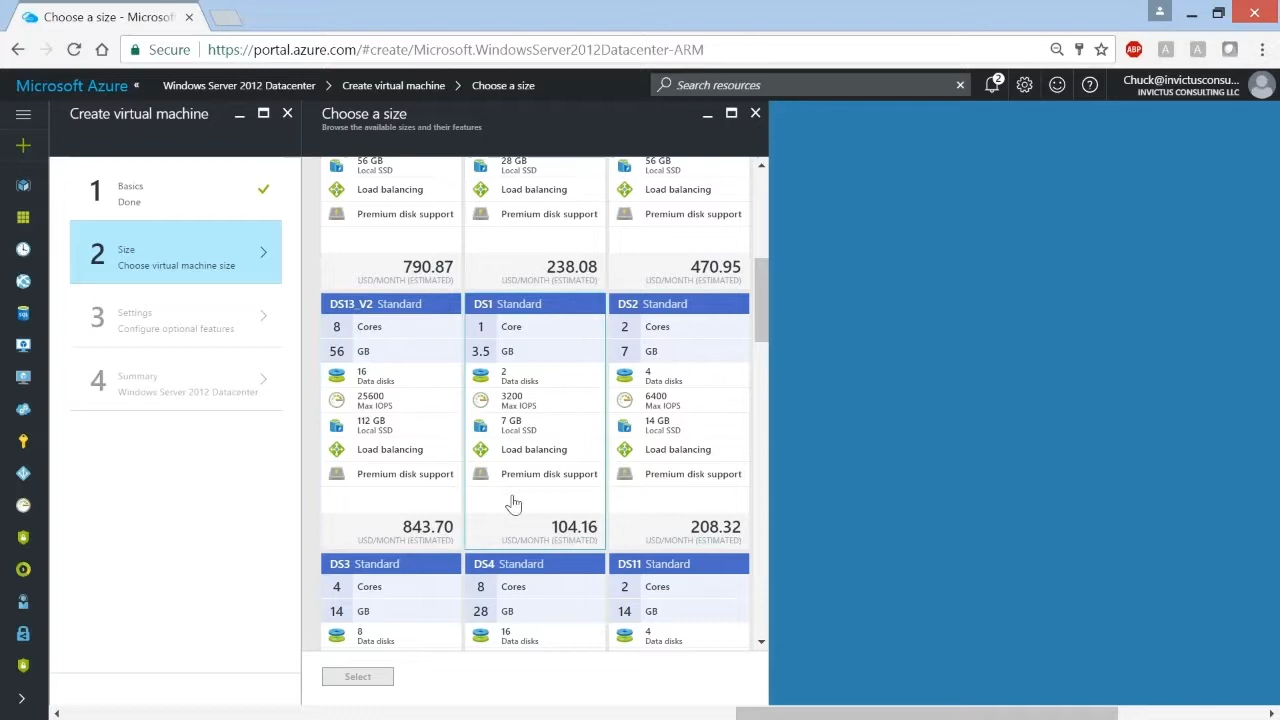 Choose a size - Microsof
Secure
https://portal.azure.com/#create/Microsoft.WindowsServer2012Datacenter-ARM
ABP
Microsoft Azure «
Windows Server 2012 Datacenter > Create virtual machine > Choose a size
Search resources
2
Chuck@invictusconsu...
INVICTUS CONSULTING LLC
Create virtual machine
1
Basics
Done
2
Size
Choose virtual machine size
3
Settings
Configure optional features
4
Summary
Windows Server 2012 Datacenter
Choose a size
Browse the available sizes and their features
56 GB
Local SSD
Load balancing
Premium disk support
790.87
USD/MONTH (ESTIMATED)
28 GB
Local SSD
Load balancing
Premium disk support
238.08
USD/MONTH (ESTIMATED)
56 GB
Local SSD
Load balancing
Premium disk support
470.95
USD/MONTH (ESTIMATED)
DS13_V2 Standard
8 Cores
56 GB
16
Data disks
25600
Max IOPS
112 GB
Local SSD
Load balancing
Premium disk support
843.70
USD/MONTH (ESTIMATED)
DS1 Standard
1 Core
3.5 GB
2
Data disks
3200
Max IOPS
7 GB
Local SSD
Load balancing
Premium disk support
104.16
USD/MONTH (ESTIMATED)
DS2 Standard
2 Cores
7 GB
4
Data disks
6400
Max IOPS
14 GB
Local SSD
Load balancing
Premium disk support
208.32
USD/MONTH (ESTIMATED)
DS3 Standard
4 Cores
14 GB
8
Data disks
DS4 Standard
8 Cores
28 GB
16
Data disks
DS11 Standard
2 Cores
14 GB
4
Data disks
Select